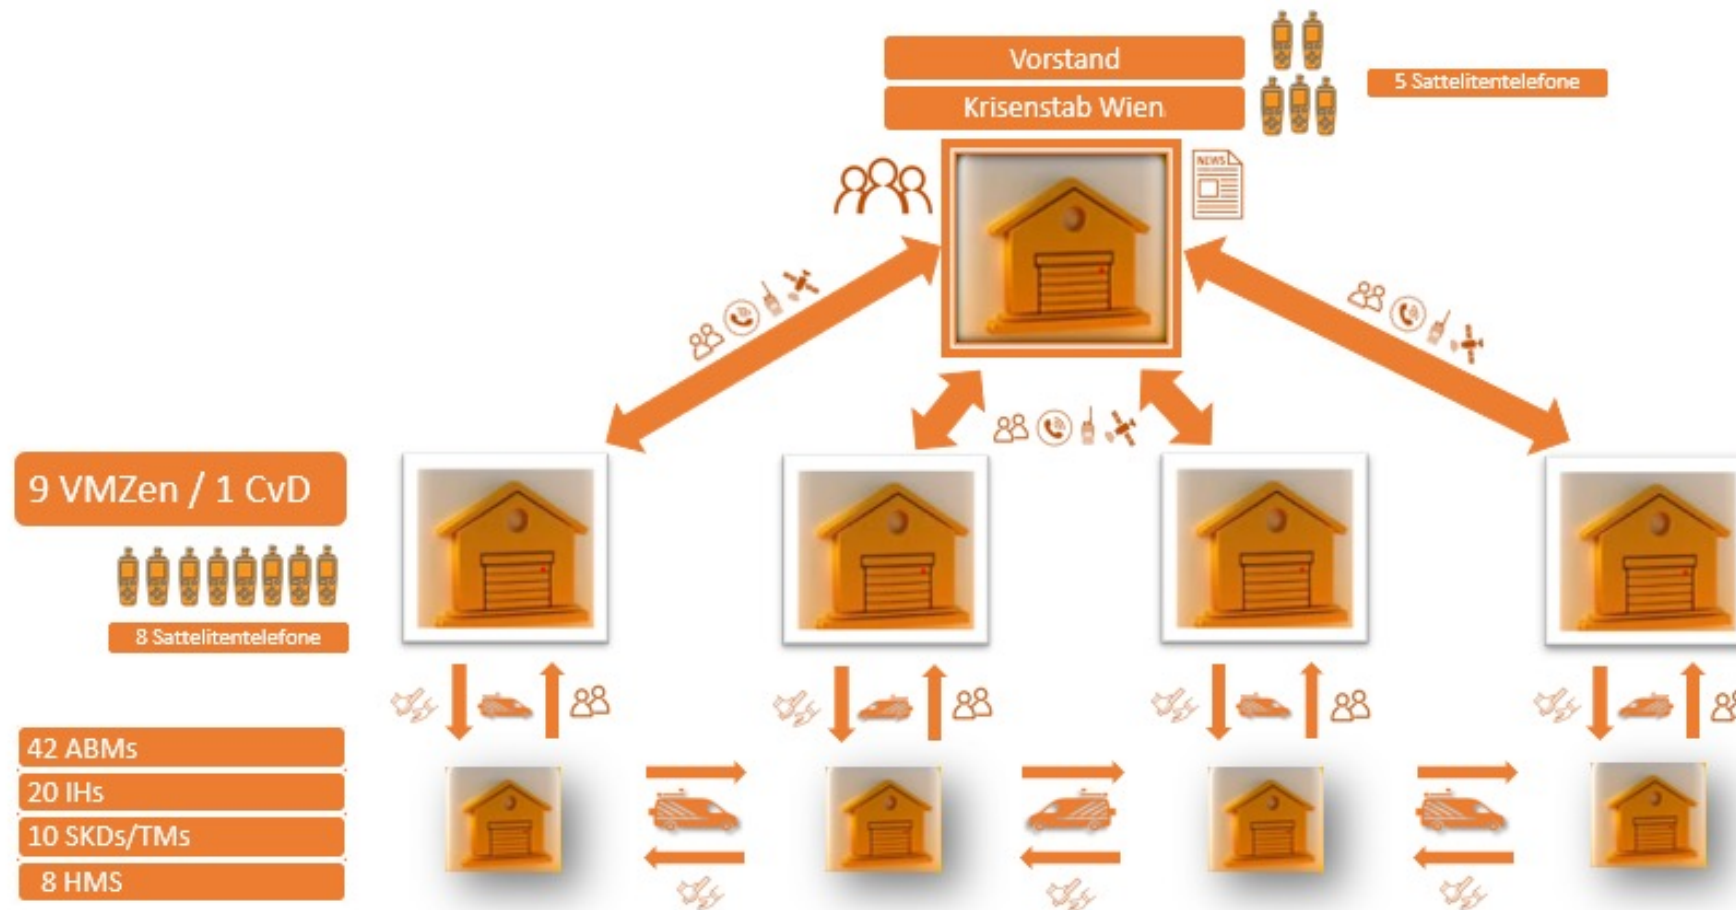 Vorstand
5 Sattelitentelefone
Krisenstab Wien
NEWS
9 VMZen / 1 CvD
8 Sattelitentelefone
42 ABMs
20 IHs
10 SKDs/TMs
8 HMS